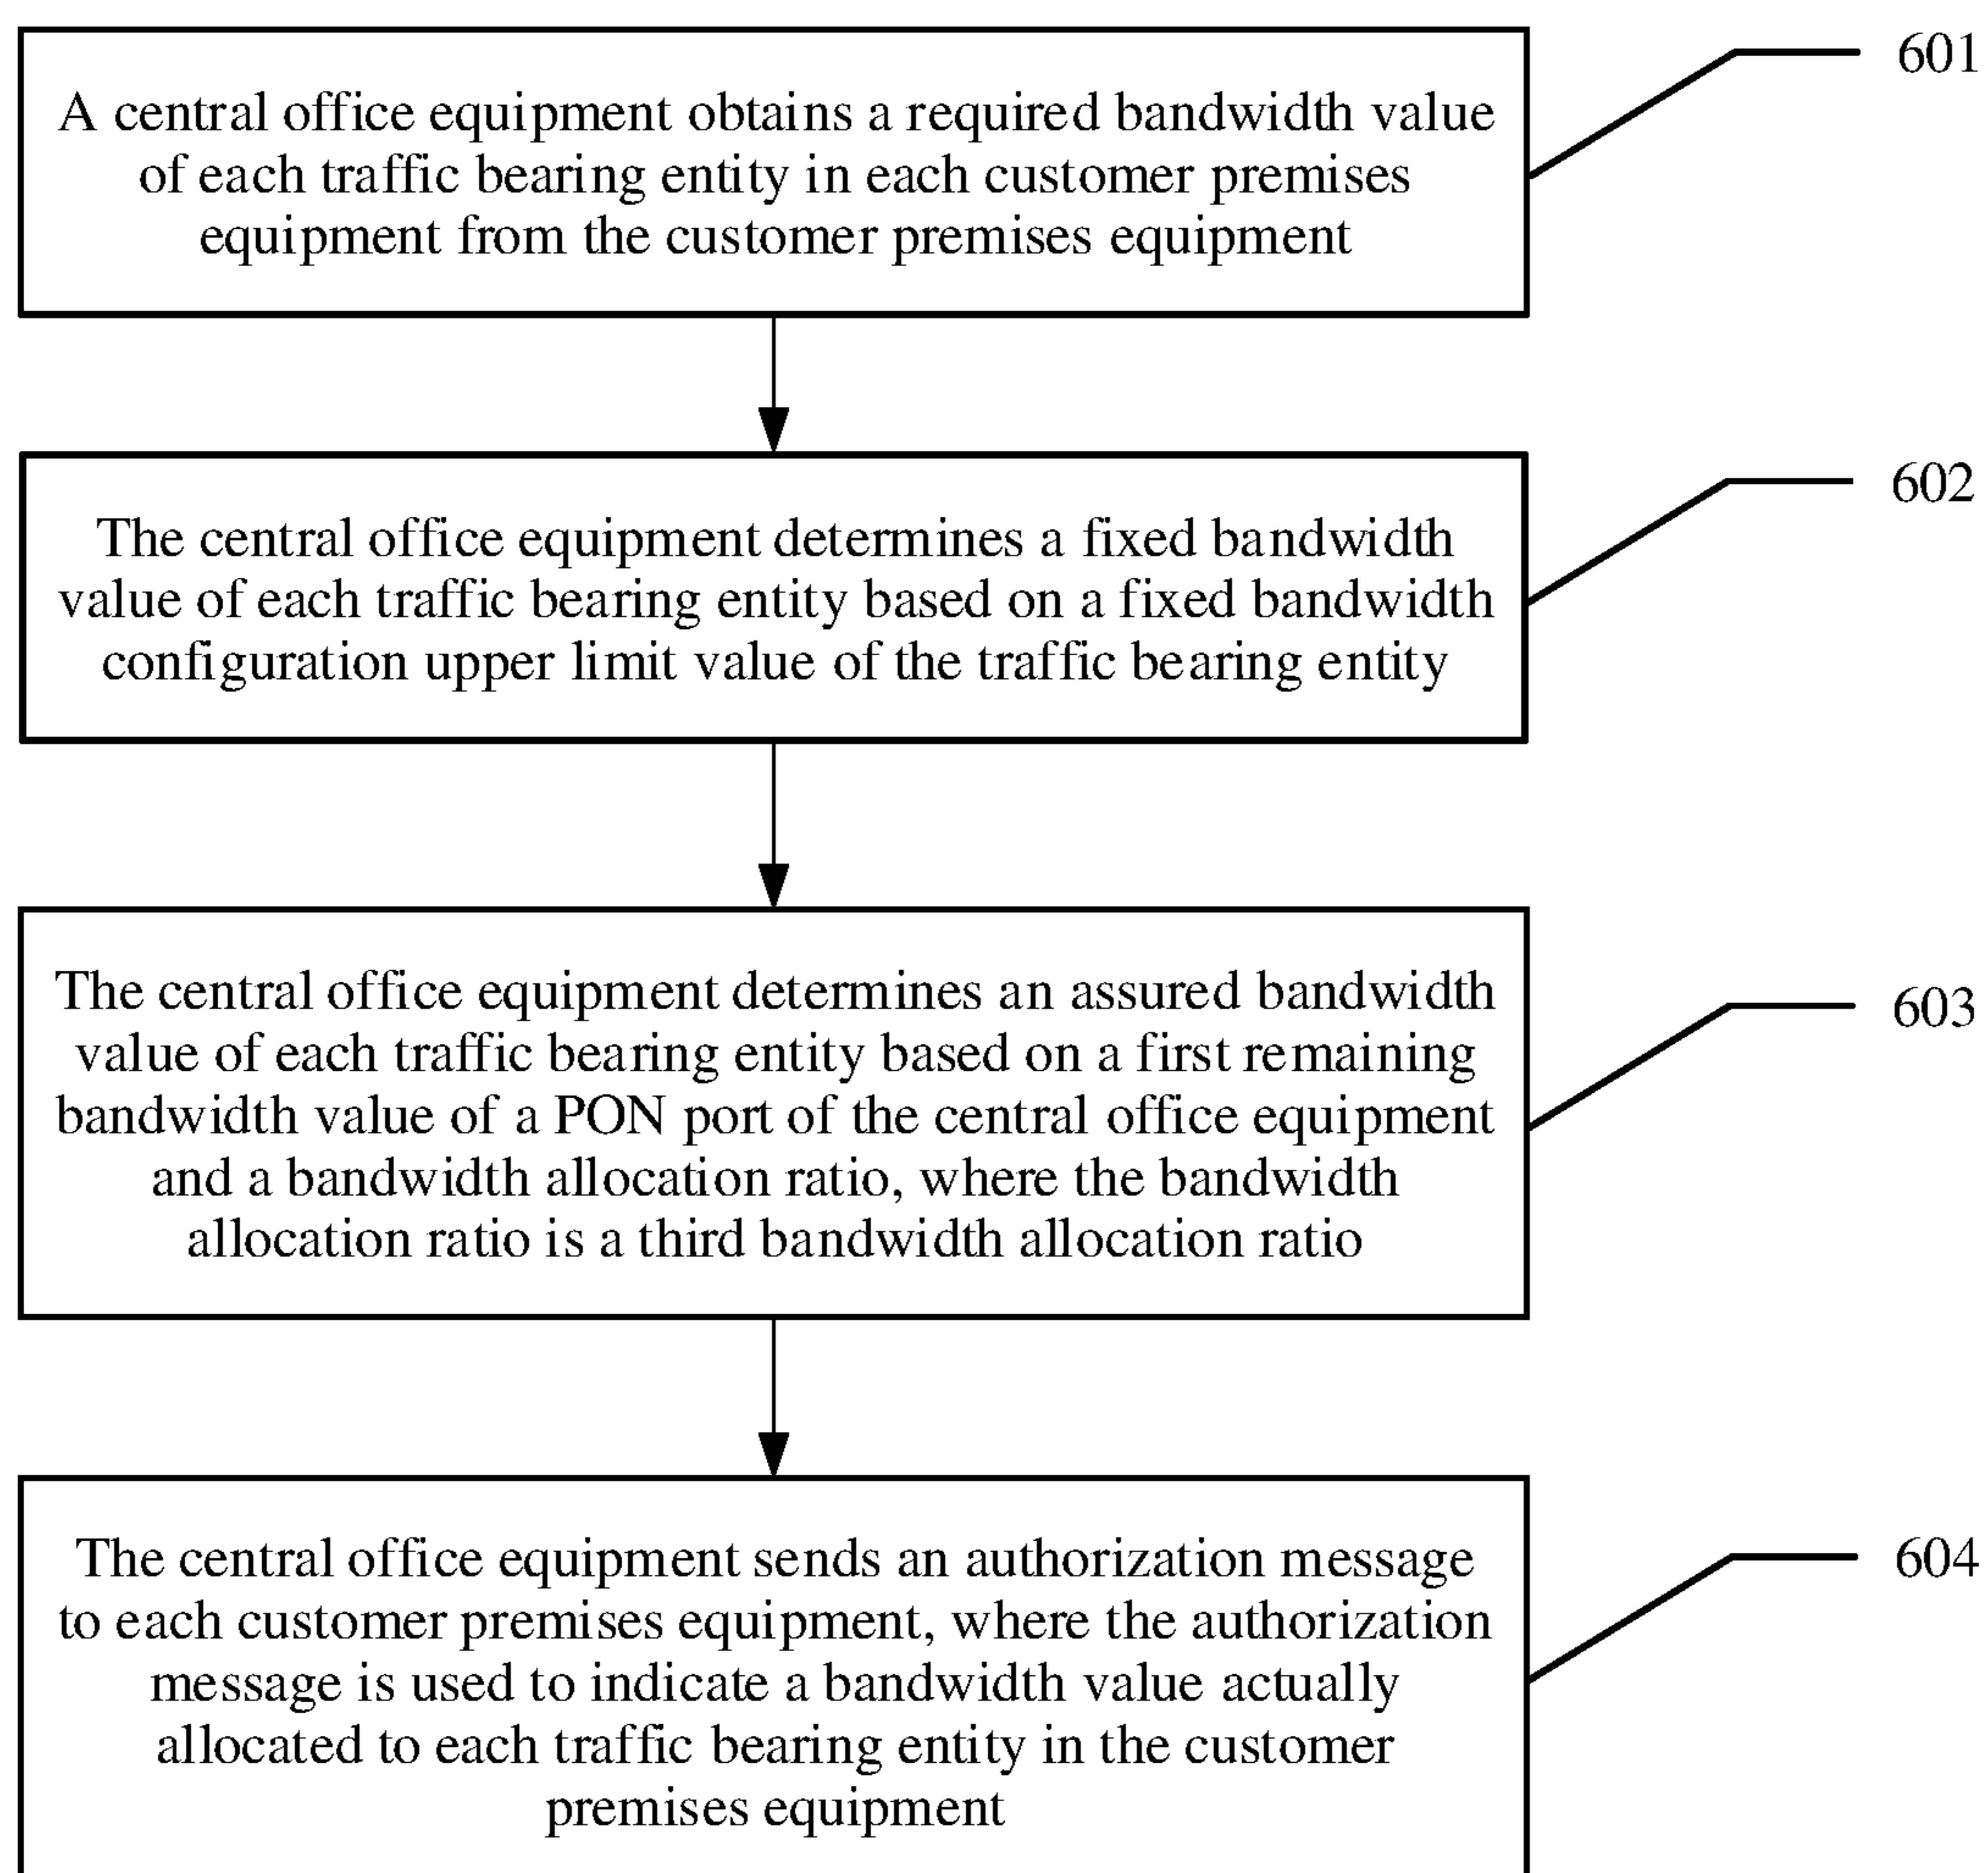 A central office equipment obtains a required bandwidth value
of each traffic bearing entity in each customer premises
equipment from the customer premises equipment
601
The central office equipment determines a fixed bandwidth
value of each traffic bearing entity based on a fixed bandwidth
configuration upper limit value of the traffic bearing entity
602
The central office equipment determines an assured bandwidth
value of each traffic bearing entity based on a first remaining
bandwidth value of a PON port of the central office equipment
and a bandwidth allocation ratio, where the bandwidth
allocation ratio is a third bandwidth allocation ratio
603
The central office equipment sends an authorization message
to each customer premises equipment, where the authorization
message is used to indicate a bandwidth value actually
allocated to each traffic bearing entity in the customer
premises equipment
604